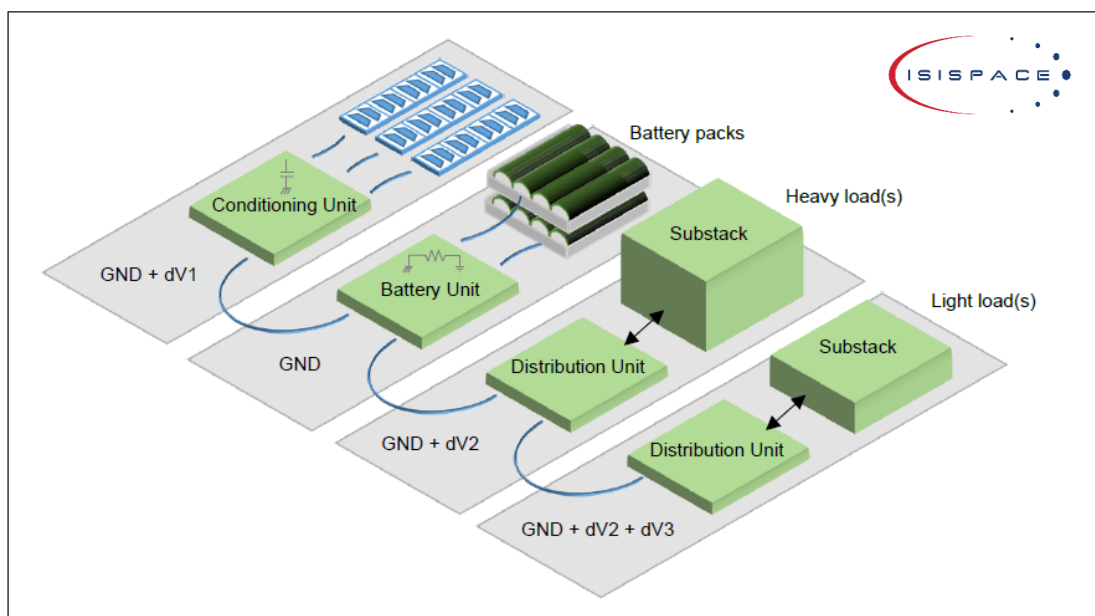 ISISPACE
Battery packs
Heavy load(s)
Substack
Conditioning Unit
GND + dV1
Battery Unit
Light load(s)
Substack
GND
Distribution Unit
GND + dV2
Distribution Unit
GND + dV2 + dV3